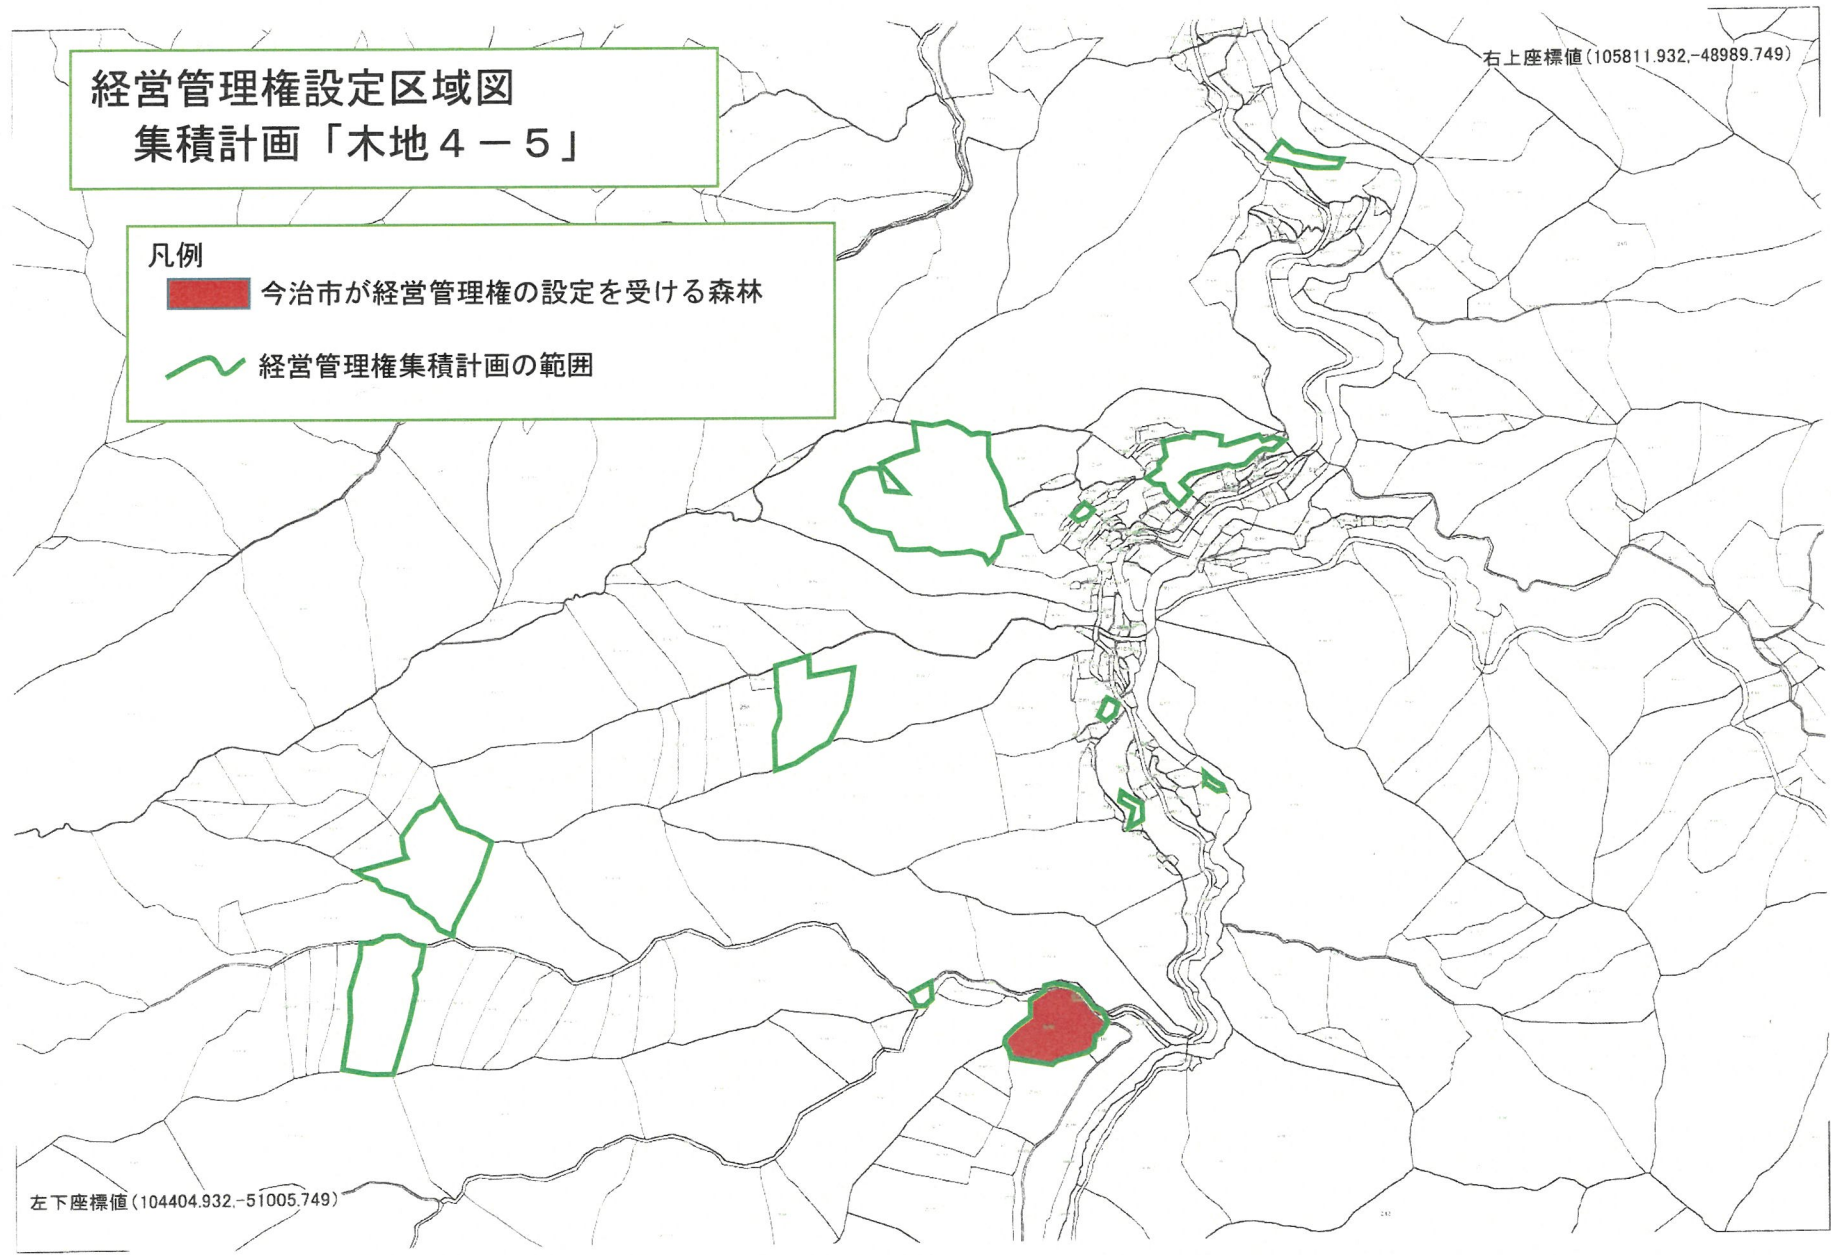 経営管理権設定区域図
集積計画「木地４－５」
右上座標値(105811.932,-48989.749)
凡例
今治市が経営管理権の設定を受ける森林
経営管理権集積計画の範囲
左下座標値(104404.932,-51005.749)